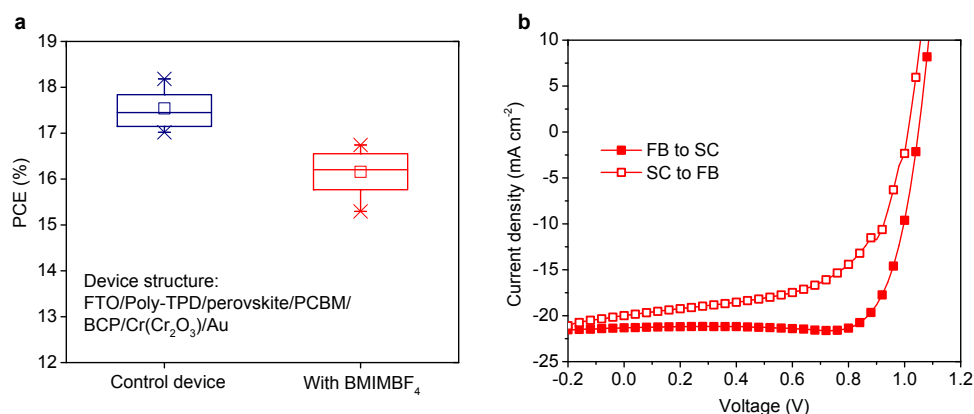 a
19
18
17
16
15
14
13
12
PCE (%)
Device structure:
FTO/Poly-TPD/perovskite/PCBM/
BCP/Cr(Cr₂O₃)/Au
Control device
With BMIMBF₄
b
10
5
0
-5
-10
-15
-20
-25
Current density (mA cm⁻²)
FB to SC
SC to FB
-0.2 0.0 0.2 0.4 0.6 0.8 1.0 1.2
Voltage (V)